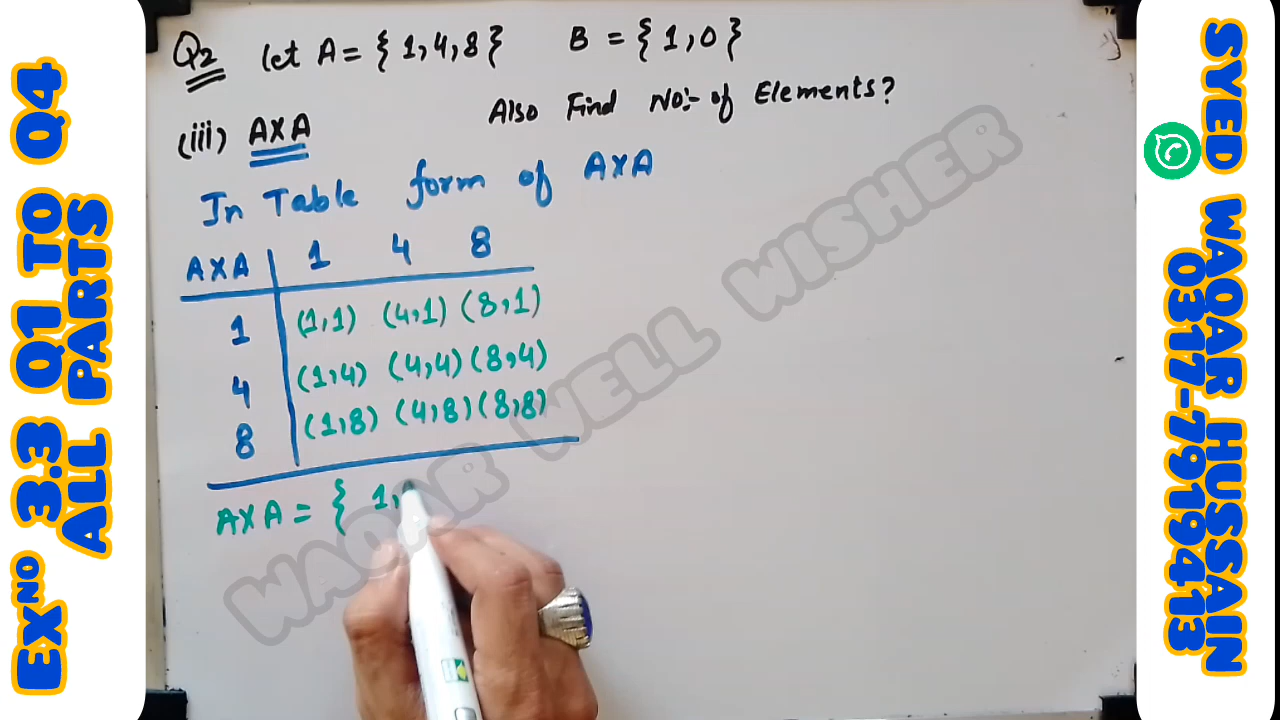 Q2 let A = { 1, 4, 8 } B = { 1, 0 }
Also Find No:- of Elements?
(iii) AXA
In Table form of AXA
AXA 1 4 8
1 (1,1) (4,1) (8,1)
4 (1,4) (4,4) (8,4)
8 (1,8) (4,8) (8,8)
AXA = { 1,
WAQAR WELL WISHER
EXNO 3.3 Q1 TO Q4
ALL PARTS
SYED WAQAR HUSSAIN
0317-7919413